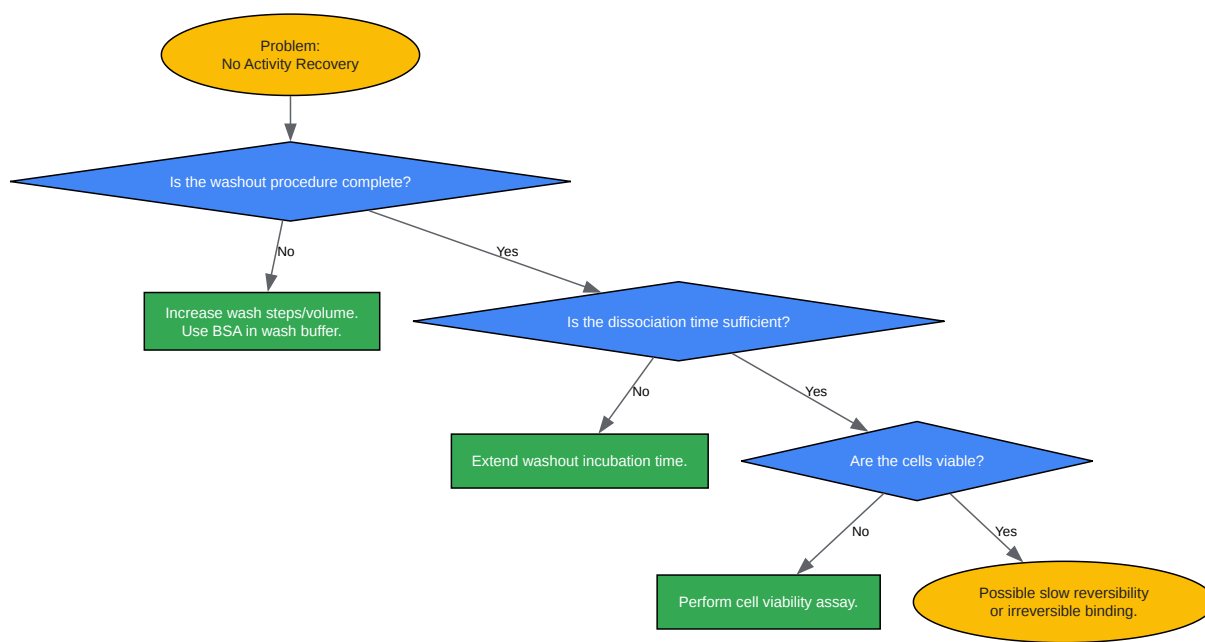 Problem:
No Activity Recovery
Is the washout procedure complete?
No
Yes
Increase wash steps/volume.
Use BSA in wash buffer.
Is the dissociation time sufficient?
No
Yes
Extend washout incubation time.
Are the cells viable?
No
Yes
Perform cell viability assay.
Possible slow reversibility
or irreversible binding.